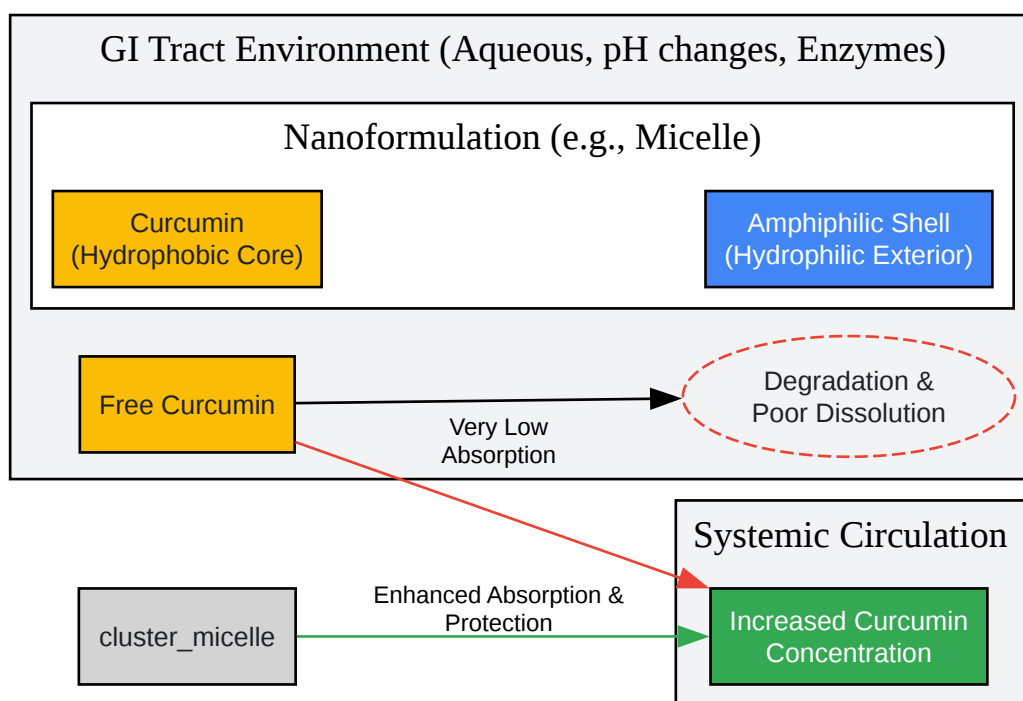 GI Tract Environment (Aqueous, pH changes, Enzymes)
Nanoformulation (e.g., Micelle)
Curcumin
(Hydrophobic Core)
Amphiphilic Shell
(Hydrophilic Exterior)
Free Curcumin
Very Low
Absorption
Degradation &
Poor Dissolution
Systemic Circulation
cluster_micelle
Enhanced Absorption &
Protection
Increased Curcumin
Concentration